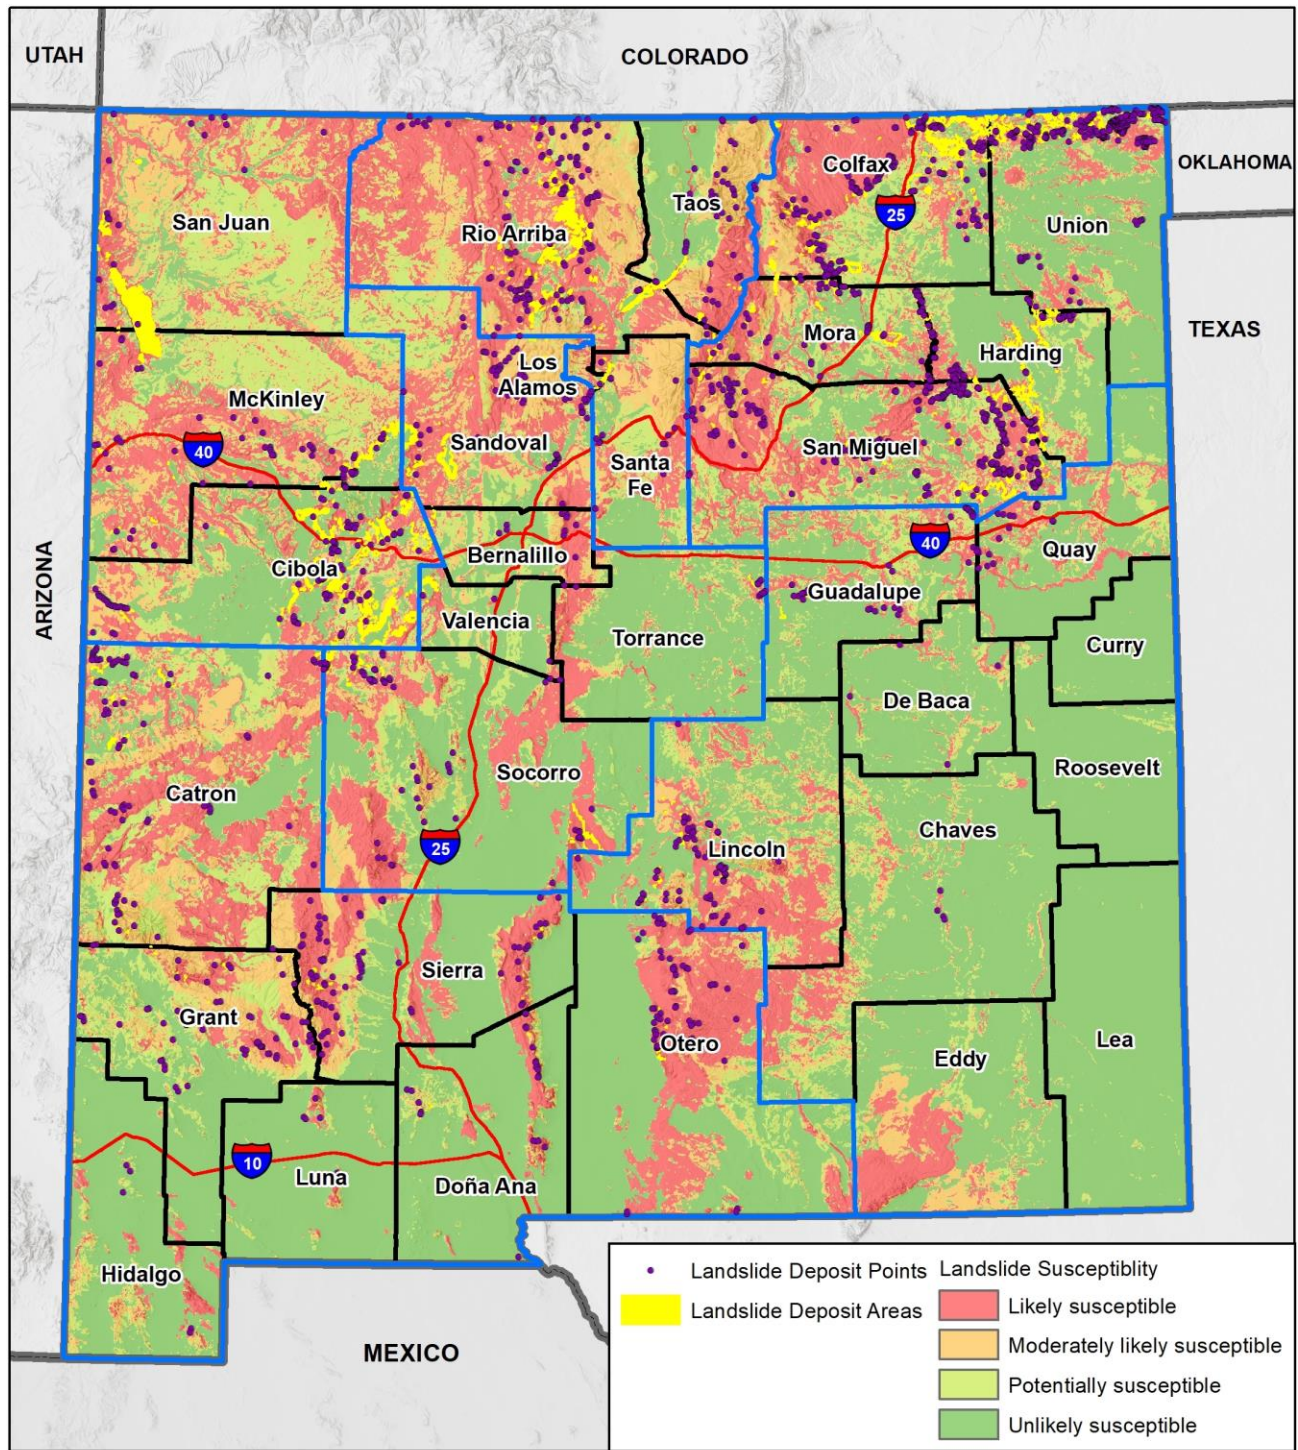 UTAH
COLORADO
OKLAHOMA
Colfax
San Juan
Rio Arriba
Taos
25
Union
TEXAS
Mora
Harding
Los
Alamos
McKinley
Sandoval
40
San Miguel
Santa
Fe
ARIZONA
Bernalillo
40
Quay
Cibola
Guadalupe
Valencia
Torrance
Curry
De Baca
Roosevelt
Socorro
Catron
Chaves
25
Lincoln
Sierra
Grant
Otero
Eddy
Lea
10
Luna
Doña Ana
Hidalgo
MEXICO
Landslide Deposit Points
Landslide Deposit Areas
Landslide Susceptiblity
Likely susceptible
Moderately likely susceptible
Potentially susceptible
Unlikely susceptible